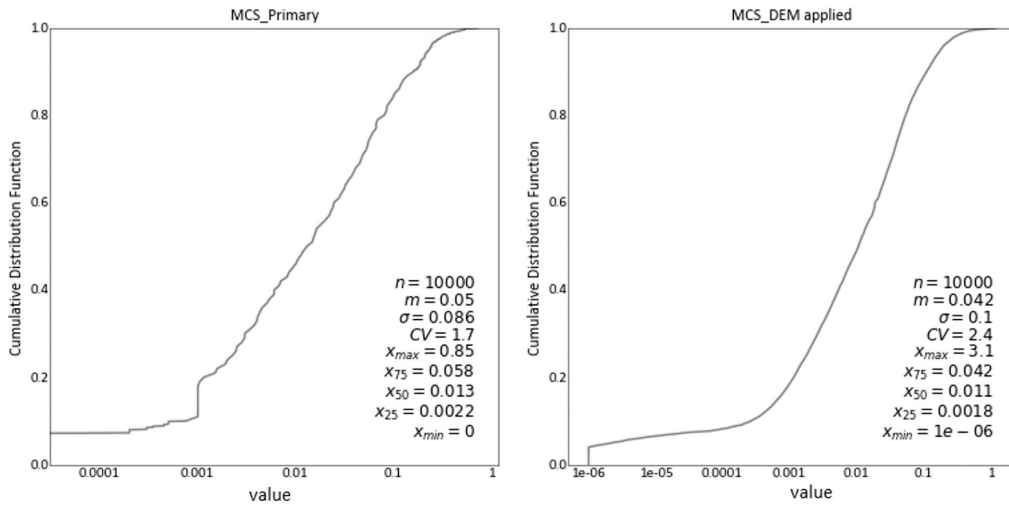 MCS_Primary
1.0
0.8
0.6
0.4
0.2
0.0
Cumulative Distribution Function
n = 10000
m = 0.05
σ = 0.086
CV = 1.7
x_max = 0.85
x_75 = 0.058
x_50 = 0.013
x_25 = 0.0022
x_min = 0
0.0001 0.001 0.01 0.1 1
value
MCS_DEM applied
1.0
0.8
0.6
0.4
0.2
0.0
Cumulative Distribution Function
n = 10000
m = 0.042
σ = 0.1
CV = 2.4
x_max = 3.1
x_75 = 0.042
x_50 = 0.011
x_25 = 0.0018
x_min = 1e − 06
1e-06 1e-05 0.0001 0.001 0.01 0.1 1
value